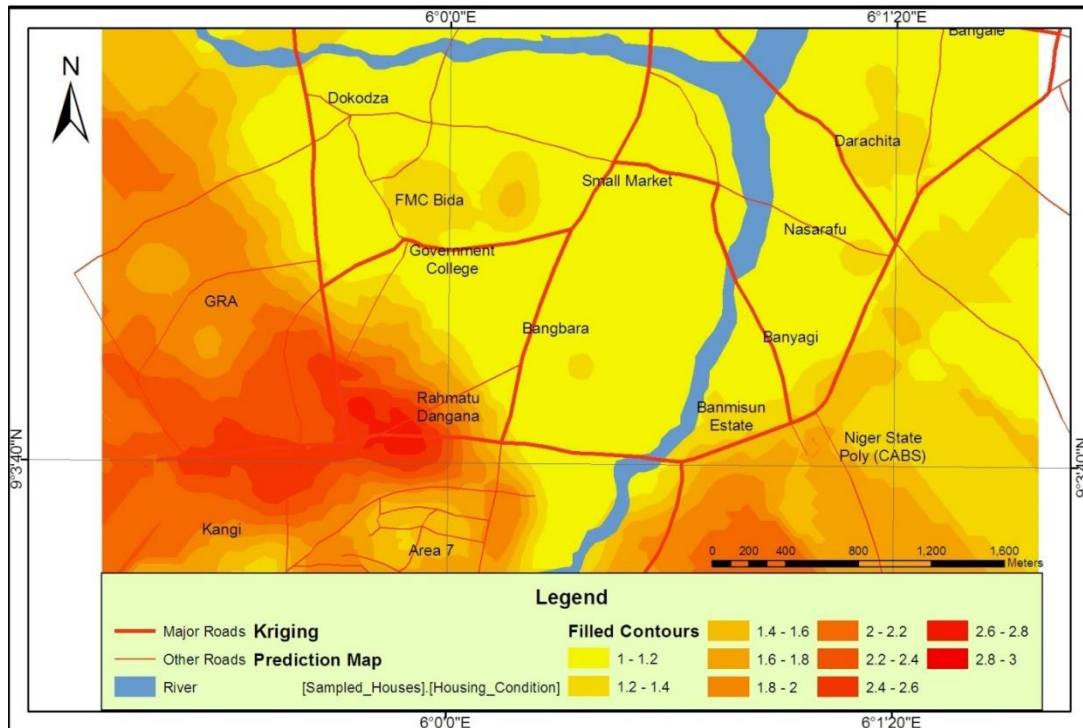 6°0'0"E
6°1'20"E
Bangaie
N
Dokodza
Darachita
Small Market
FMC Bida
Nasarafu
Government
College
GRA
Bangbara
Banyagi
Rahmatu
Dangana
Banmisun
Estate
Niger State
Poly (CABS)
9°3'40"N
9°3'40"N
Kangi
Area 7
0 200 400 800 1,200 1,600
Meters
Legend
Major Roads
Other Roads
River
Kriging
Prediction Map
[Sampled_Houses].[Housing_Condition]
Filled Contours
1 - 1.2
1.2 - 1.4
1.4 - 1.6
1.6 - 1.8
1.8 - 2
2 - 2.2
2.2 - 2.4
2.4 - 2.6
2.6 - 2.8
2.8 - 3
6°0'0"E
6°1'20"E